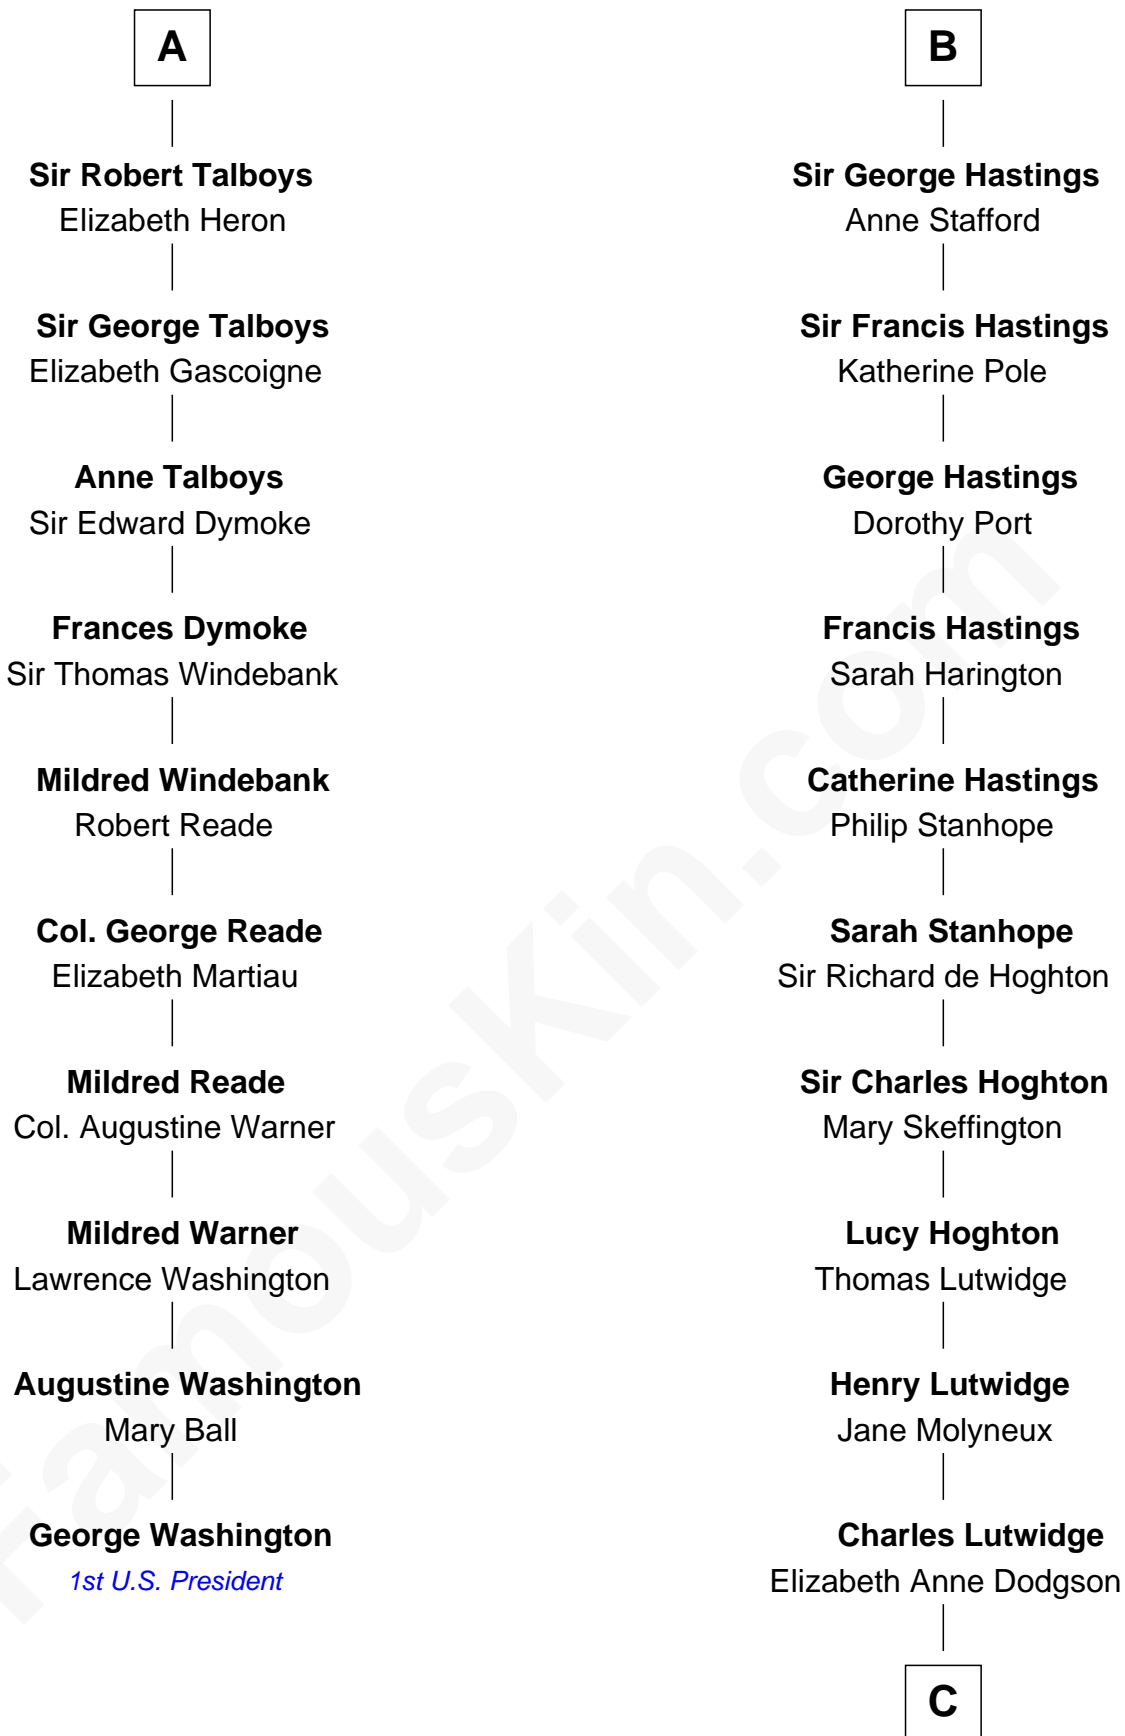 A
Sir Robert Talboys
Elizabeth Heron
Sir George Talboys
Elizabeth Gascoigne
Anne Talboys
Sir Edward Dymoke
Frances Dymoke
Sir Thomas Windebank
Mildred Windebank
Robert Reade
Col. George Reade
Elizabeth Martiau
Mildred Reade
Col. Augustine Warner
Mildred Warner
Lawrence Washington
Augustine Washington
Mary Ball
George Washington
1st U.S. President
B
Sir George Hastings
Anne Stafford
Sir Francis Hastings
Katherine Pole
George Hastings
Dorothy Port
Francis Hastings
Sarah Harington
Catherine Hastings
Philip Stanhope
Sarah Stanhope
Sir Richard de Hoghton
Sir Charles Hoghton
Mary Skeffington
Lucy Hoghton
Thomas Lutwidge
Henry Lutwidge
Jane Molyneux
Charles Lutwidge
Elizabeth Anne Dodgson
C
FamousKin.com